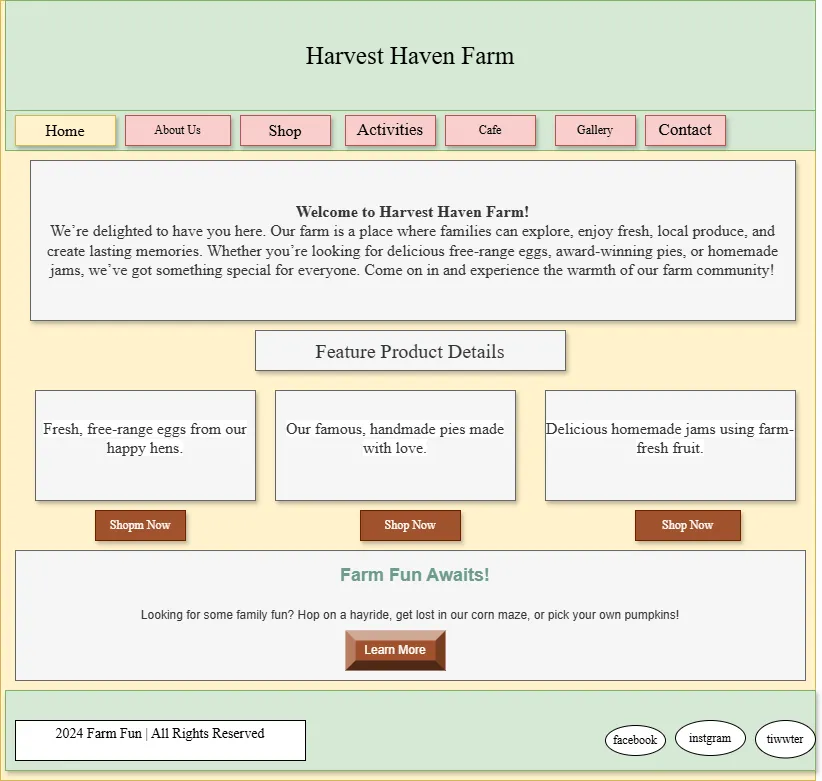 Harvest Haven Farm
Home
About Us
Shop
Activities
Cafe
Gallery
Contact
Welcome to Harvest Haven Farm!
We’re delighted to have you here. Our farm is a place where families can explore, enjoy fresh, local produce, and
create lasting memories. Whether you’re looking for delicious free-range eggs, award-winning pies, or homemade
jams, we’ve got something special for everyone. Come on in and experience the warmth of our farm community!
Feature Product Details
Fresh, free-range eggs from our
happy hens.
Our famous, handmade pies made
with love.
Delicious homemade jams using farm-
fresh fruit.
Shopm Now
Shop Now
Shop Now
Farm Fun Awaits!
Looking for some family fun? Hop on a hayride, get lost in our corn maze, or pick your own pumpkins!
Learn More
2024 Farm Fun | All Rights Reserved
facebook
instgram
tiwwter